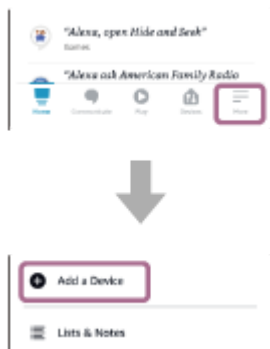 "Alexa, open Hide and Seek"
Games
"Alexa ask American Family Radio
Home
Communicate
Play
Devices
More
Add a Device
Lists & Notes